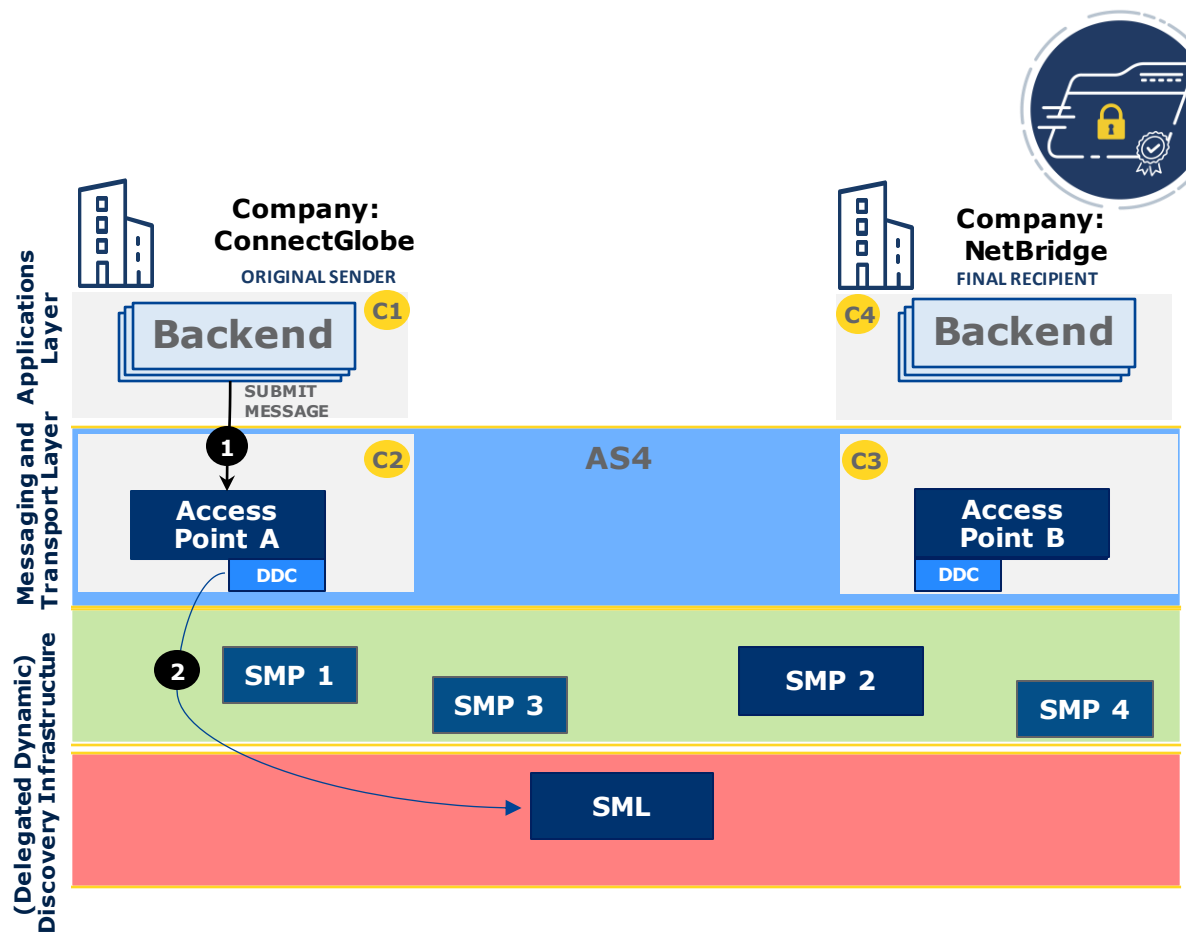 Company:
ConnectGlobe
ORIGINAL SENDER
Company:
NetBridge
FINAL RECIPIENT
Applications
Layer
C1
Backend
SUBMIT
MESSAGE
C4
Backend
Messaging and
Transport Layer
1
C2
AS4
C3
Access
Point A
DDC
Access
Point B
DDC
(Delegated Dynamic)
Discovery Infrastructure
2
SMP 1
SMP 3
SMP 2
SMP 4
SML